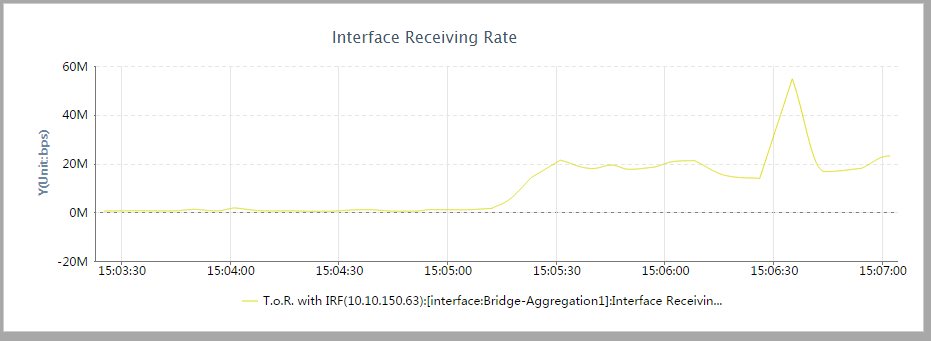 Interface Receiving Rate
Y(Unit:bps)
60M
40M
20M
0M
-20M
15:03:30 15:04:00 15:04:30 15:05:00 15:05:30 15:06:00 15:06:30 15:07:00
T.o.R. with IRF(10.10.150.63):[interface:Bridge-Aggregation1]:Interface Receivin...